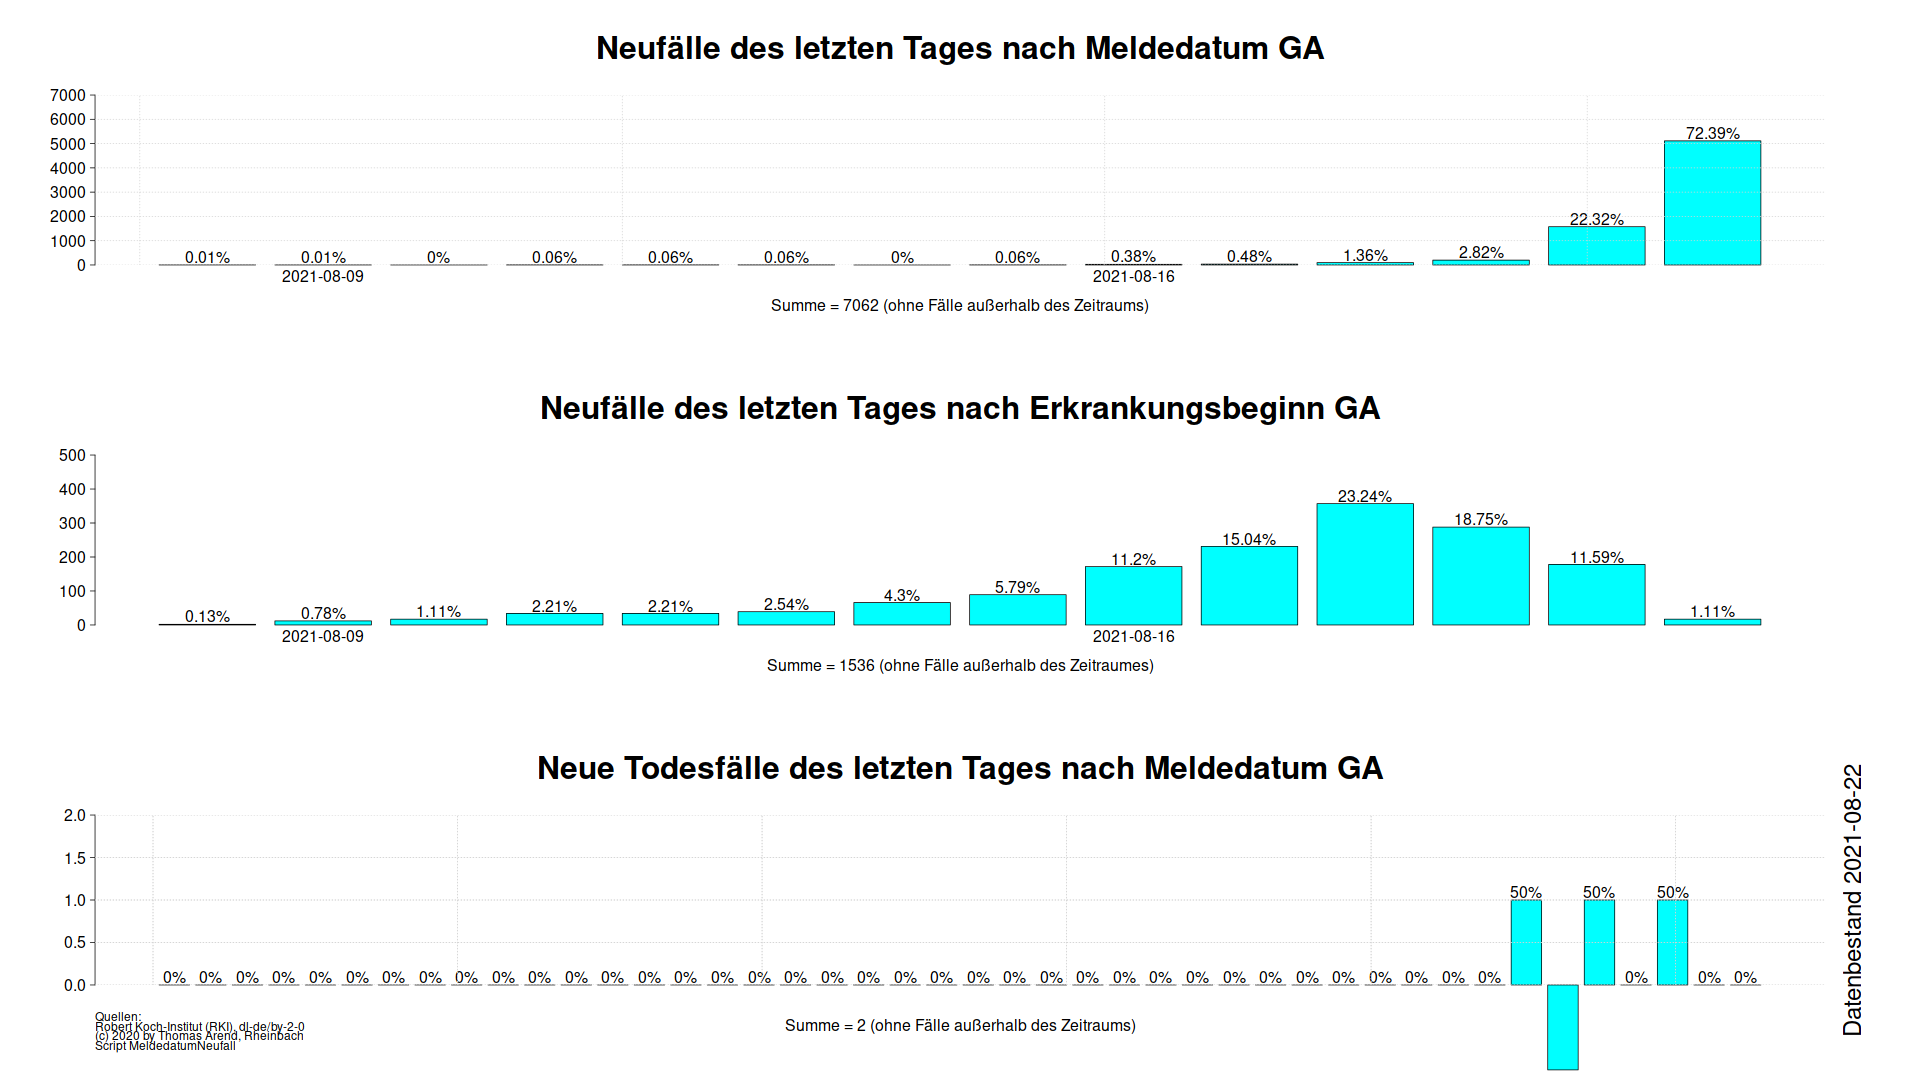 Neufälle des letzten Tages nach Meldedatum GA
7000
6000
5000
4000
3000
2000
1000
0
0.01% 0.01% 0% 0.06% 0.06% 0.06% 0% 0.06% 0.38% 0.48% 1.36% 2.82% 22.32% 72.39%
2021-08-09 2021-08-16
Summe = 7062 (ohne Fälle außerhalb des Zeitraums)
Neufälle des letzten Tages nach Erkrankungsbeginn GA
500
400
300
200
100
0
0.13% 0.78% 1.11% 2.21% 2.21% 2.54% 4.3% 5.79% 11.2% 15.04% 23.24% 18.75% 11.59% 1.11%
2021-08-09 2021-08-16
Summe = 1536 (ohne Fälle außerhalb des Zeitraumes)
Neue Todesfälle des letzten Tages nach Meldedatum GA
2.0
1.5
1.0
0.5
0.0
0% 0% 0% 0% 0% 0% 0% 0% 0% 0% 0% 0% 0% 0% 0% 0% 0% 0% 0% 0% 0% 0% 0% 0% 0% 0% 0% 0% 0% 0% 0% 0% 0% 0% 0% 0% 0% 50% 50% 0% 50% 0% 0%
Summe = 2 (ohne Fälle außerhalb des Zeitraums)
Quellen:
Robert Koch-Institut (RKI), dl-de/by-2-0
(c) 2020 by Thomas Arend, Rheinbach
Script MeldedatumNeufall
Datenbestand 2021-08-22